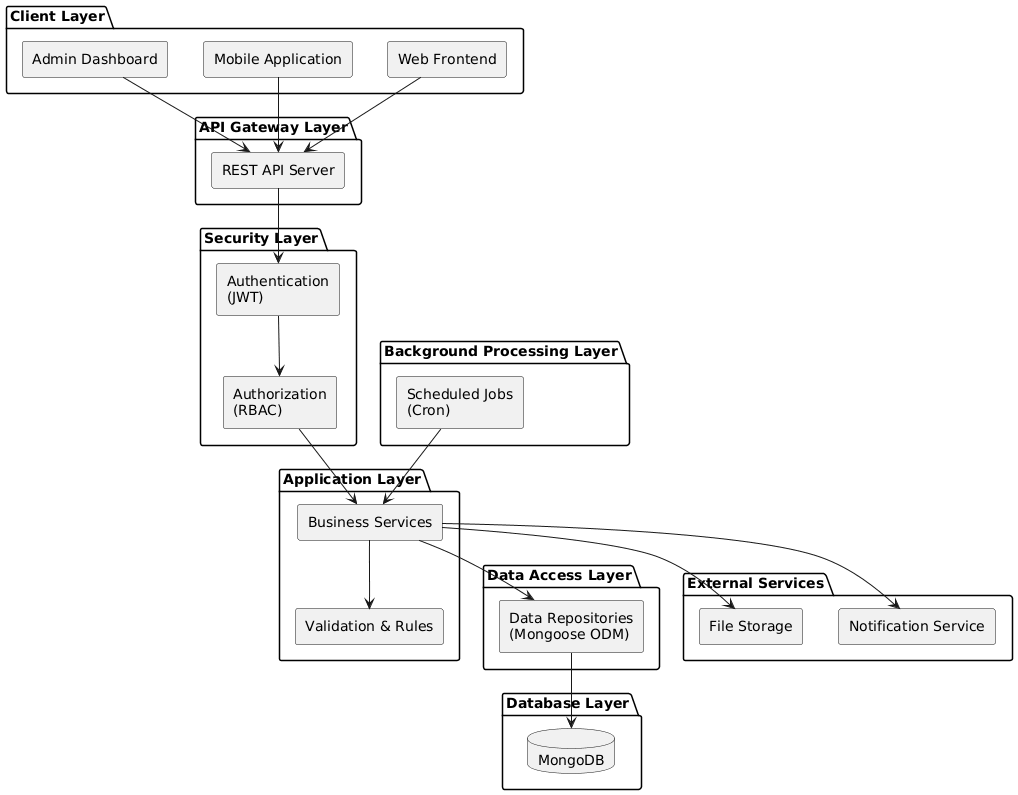 Client Layer
Admin Dashboard
Mobile Application
Web Frontend
API Gateway Layer
REST API Server
Security Layer
Authentication
(JWT)
Background Processing Layer
Authorization
(RBAC)
Scheduled Jobs
(Cron)
Application Layer
Business Services
Data Access Layer
External Services
Validation & Rules
Data Repositories
(Mongoose ODM)
File Storage
Notification Service
Database Layer
MongoDB